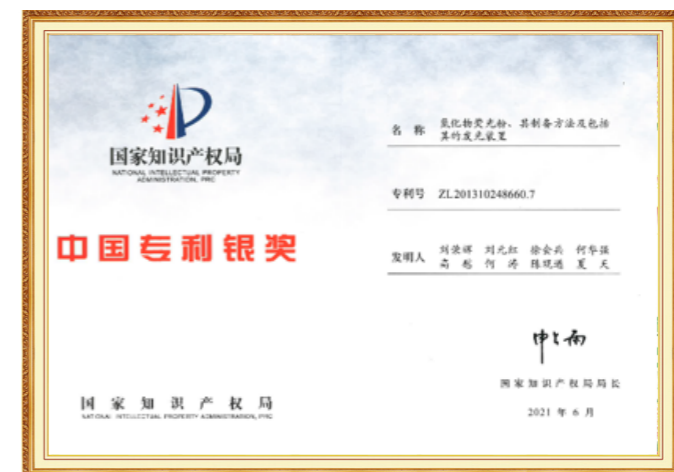 国家知识产权局
NATIONAL INTELLECTUAL PROPERTY
ADMINISTRATION, PRC
中国专利银奖
国家知识产权局
NATIONAL INTELLECTUAL PROPERTY ADMINISTRATION, PRC
名 称 氮化物荧光粉、其制备方法及包括
其的发光装置
专利号 ZL201310248660.7
发明人 刘荣辉 刘元红 徐会兵 何华强
高慰 何涛 陈观通 夏天
国家知识产权局局长
2021 年 6 月